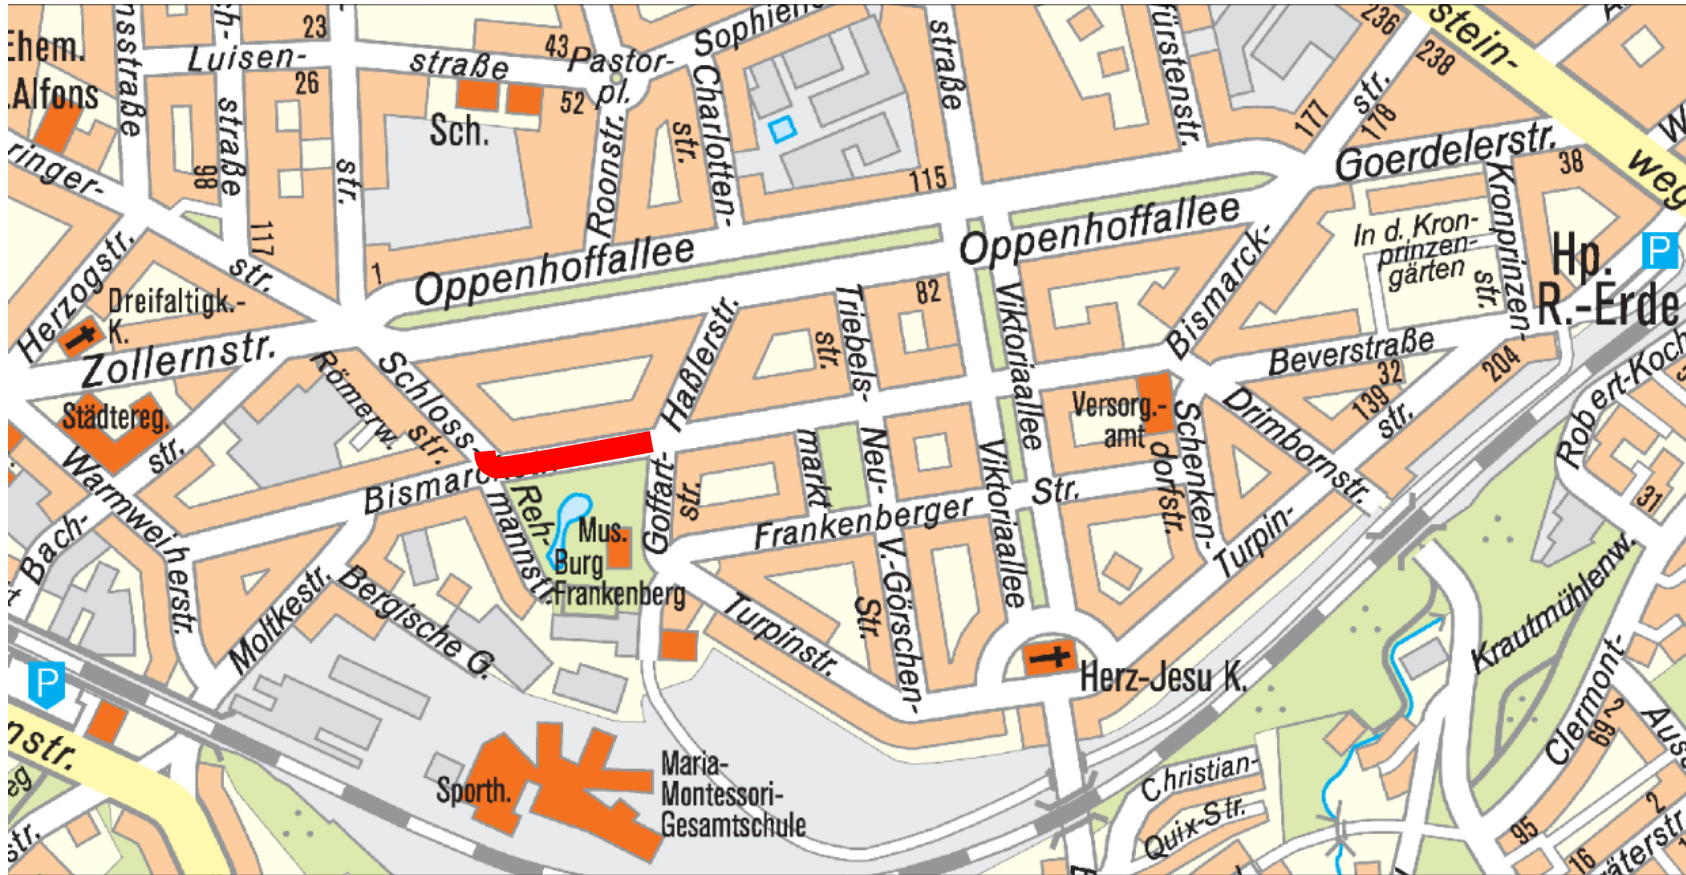 23
43
Sophiens
236
stein-
238
Ehem.
.Alfons
nsstraße
Luisen-
straße
Pastor-
pl.
52
26
Sch.
straße
98
117
str.
ringer-
str.
Roonstr.
Charlotten-
str.
115
straße
fürstenstr.
177
str.
178
Goerdelerstr.
38
weg
Kronprinzen-
str.
In d. Kron-
prinzen-
gärten
Hp.
R.-Erde
P
Herzogstr.
Dreifaltigk.-
K.
Zollernstr.
1
Oppenhoffallee
Oppenhoffallee
Bismarck-
82
Haßlerstr.
Triebels-
str.
Viktoriaallee
Beverstraße
32
139
204
str.
Robert-Koch
Städtereg.
str.
Römerw.
Schloss-
str.
Versorg.-
amt
Schenken-
dorfstr.
Drimbornstr.
Warmweiherstr.
Bismarck
Reh-
mannstr.
Goffart-
str.
markt
Neu-
Viktoriaallee
Frankenberger
Str.
Turpin-
31
Bach-
Moltkestr.
Bergische G.
Mus.
Burg
Frankenberg
Turpinstr.
V.-Görschen-
Str.
Viktoriaallee
Herz-Jesu K.
Krautmühlenw.
Clermont-
2
69
P
nstr.
Sporth.
Maria-
Montessori-
Gesamtschule
Christian-
Quix-Str.
95
2
16
str.